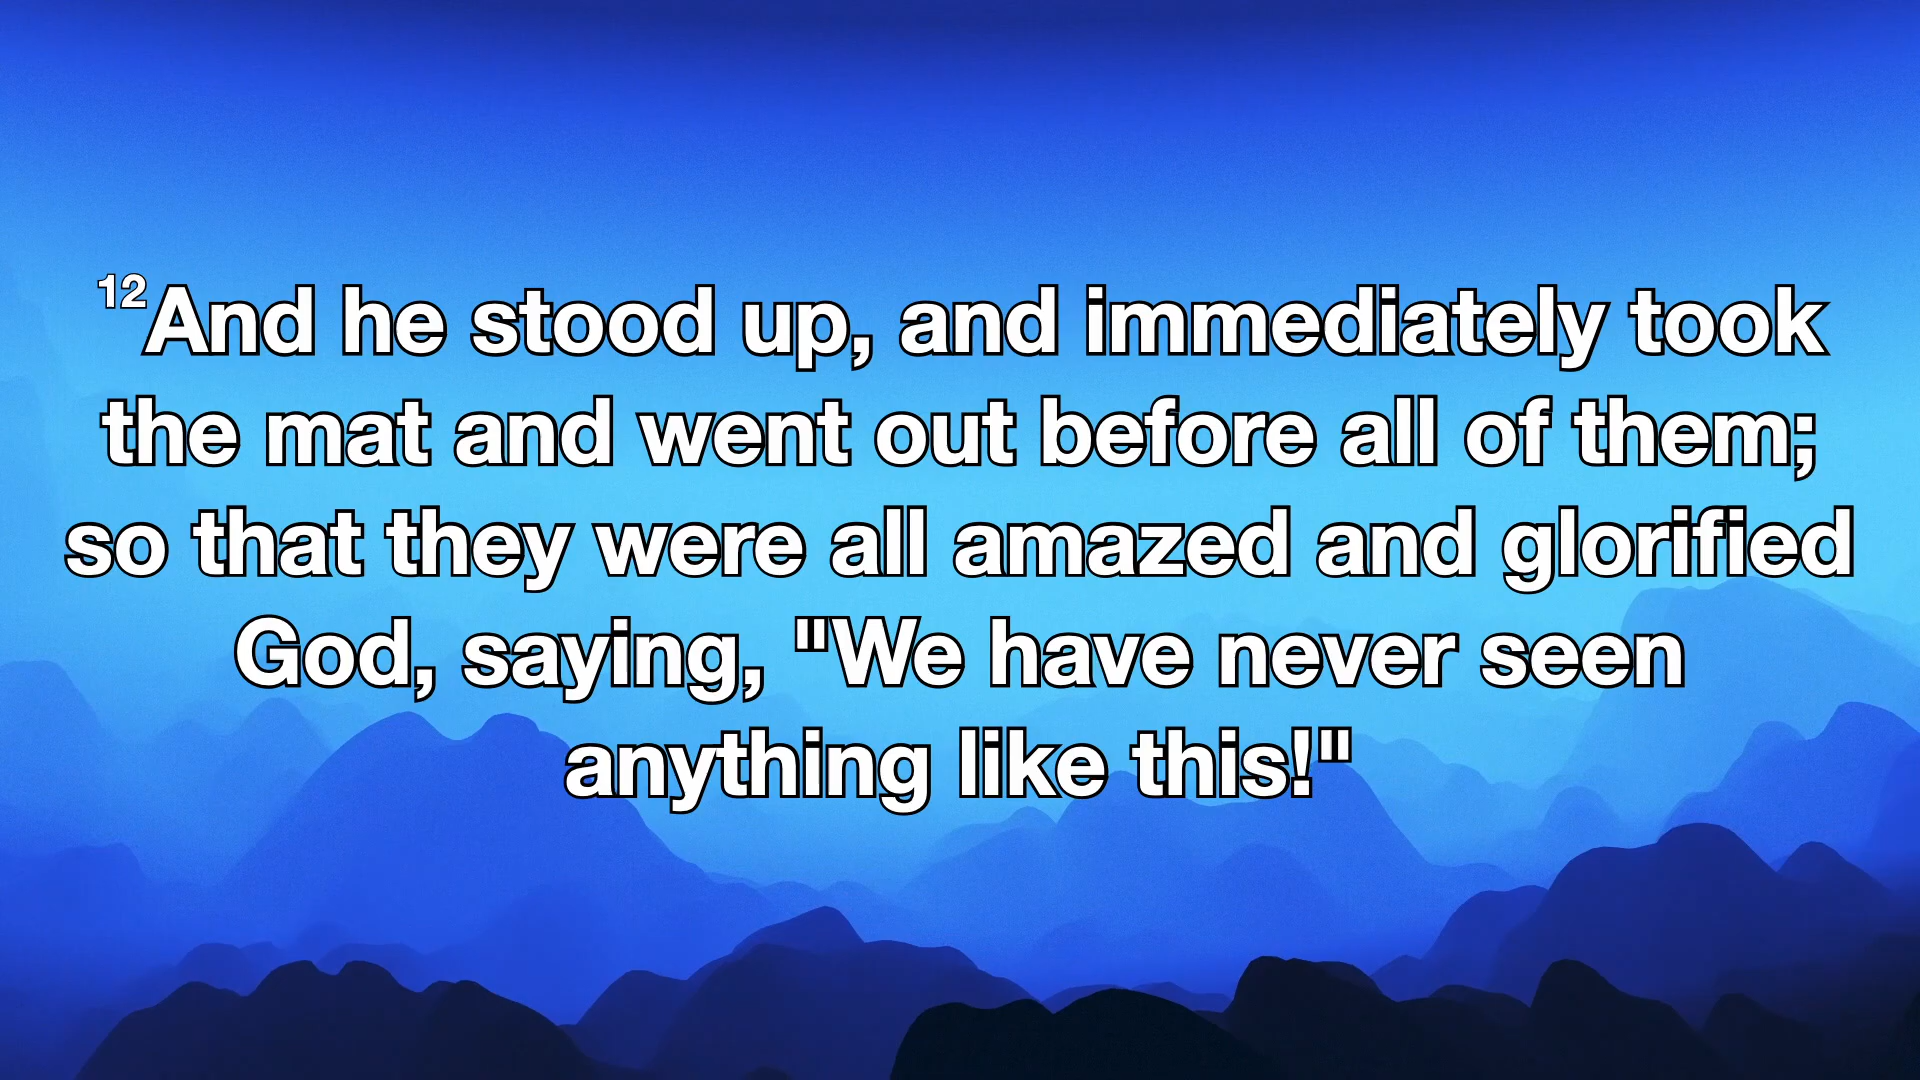 12And he stood up, and immediately took
the mat and went out before all of them;
so that they were all amazed and glorified
God, saying, "We have never seen
anything like this!"